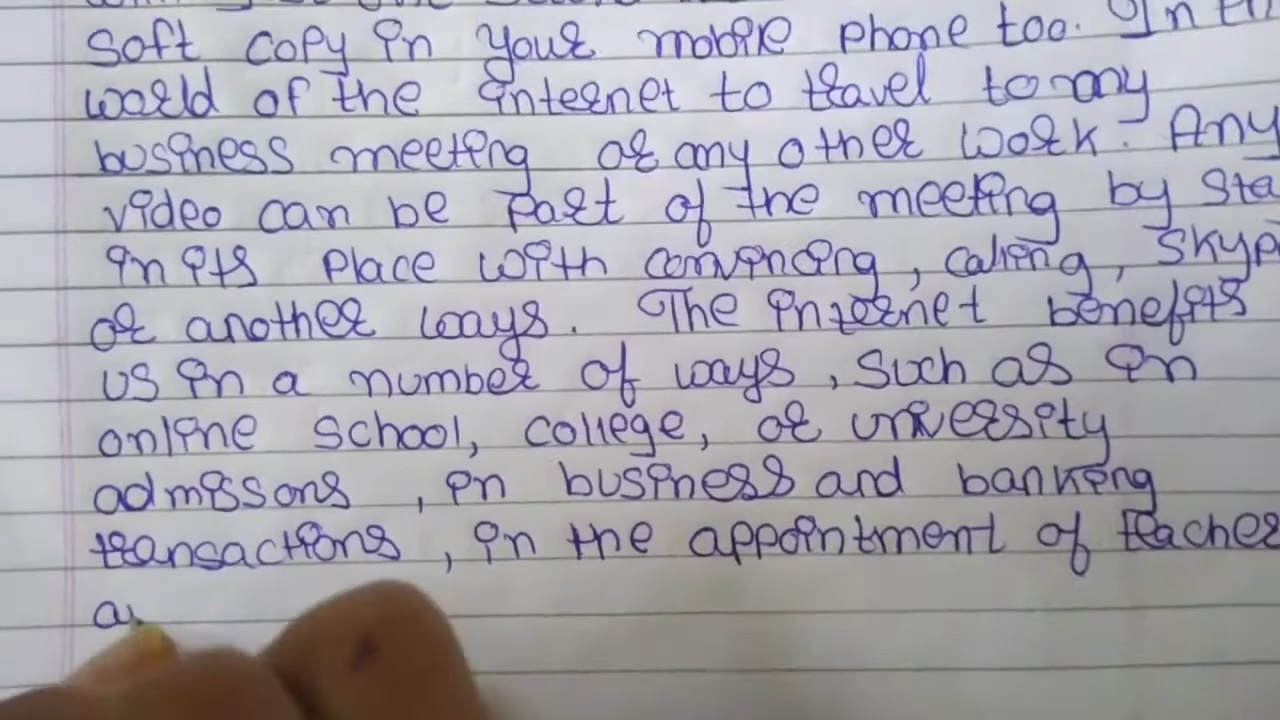 soft copy in your mobile phone too. In
world of the internet to travel to any
business meeting or any other work. Any
video can be part of the meeting by sta
in its place with convincing, caling, skyp
or another ways. The internet benefits
us in a number of ways, such as in
online school, college, or university
admissons, in business and banking
transactions, in the appointment of teacher